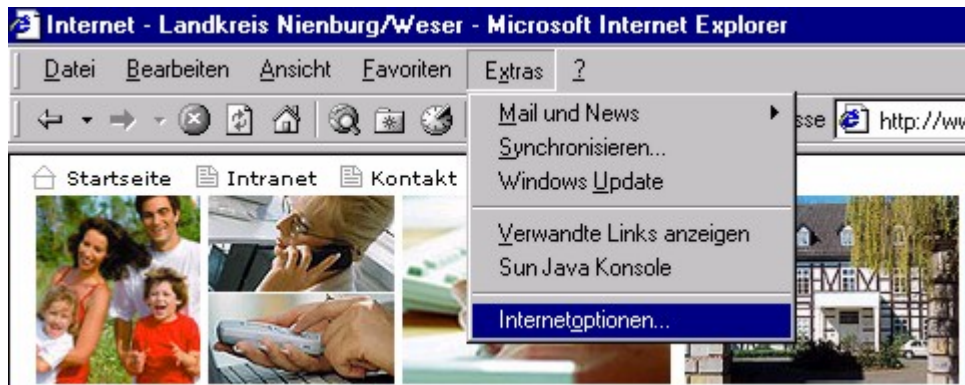 Internet - Landkreis Nienburg/Weser - Microsoft Internet Explorer
Datei Bearbeiten Ansicht Favoriten Extras ?
Mail und News
sse http://ww
Synchronisieren...
Startseite Intranet Kontakt
Windows Update
Verwandte Links anzeigen
Sun Java Konsole
Internetoptionen...